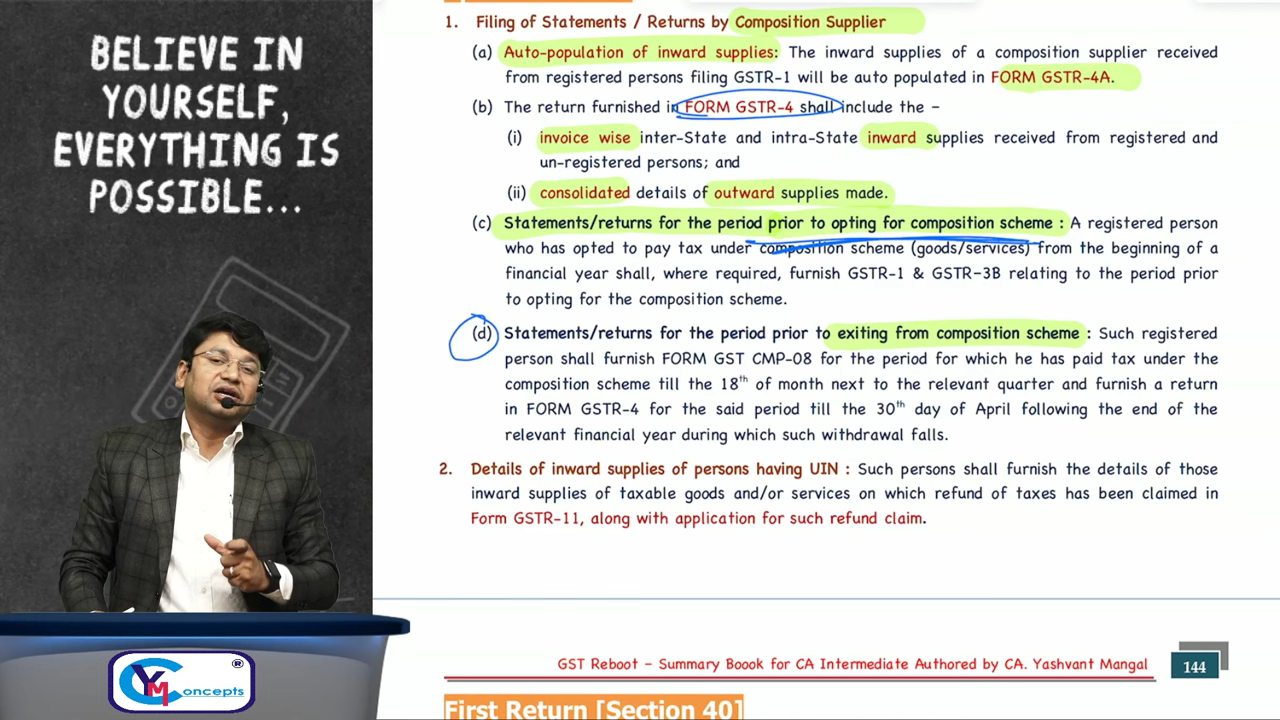 BELIEVE IN
YOURSELF,
EVERYTHING IS
POSSIBLE...
1. Filing of Statements / Returns by Composition Supplier
(a) Auto-population of inward supplies: The inward supplies of a composition supplier received
from registered persons filing GSTR-1 will be auto populated in FORM GSTR-4A.
(b) The return furnished in FORM GSTR-4 shall include the –
(i) invoice wise inter-State and intra-State inward supplies received from registered and
un-registered persons; and
(ii) consolidated details of outward supplies made.
(c) Statements/returns for the period prior to opting for composition scheme : A registered person
who has opted to pay tax under composition scheme (goods/services) from the beginning of a
financial year shall, where required, furnish GSTR-1 & GSTR-3B relating to the period prior
to opting for the composition scheme.
(d) Statements/returns for the period prior to exiting from composition scheme : Such registered
person shall furnish FORM GST CMP-08 for the period for which he has paid tax under the
composition scheme till the 18th of month next to the relevant quarter and furnish a return
in FORM GSTR-4 for the said period till the 30th day of April following the end of the
relevant financial year during which such withdrawal falls.
2. Details of inward supplies of persons having UIN : Such persons shall furnish the details of those
inward supplies of taxable goods and/or services on which refund of taxes has been claimed in
Form GSTR-11, along with application for such refund claim.
GST Reboot – Summary Boook for CA Intermediate Authored by CA. Yashvant Mangal 144
First Return [Section 40]
YM Concepts ®